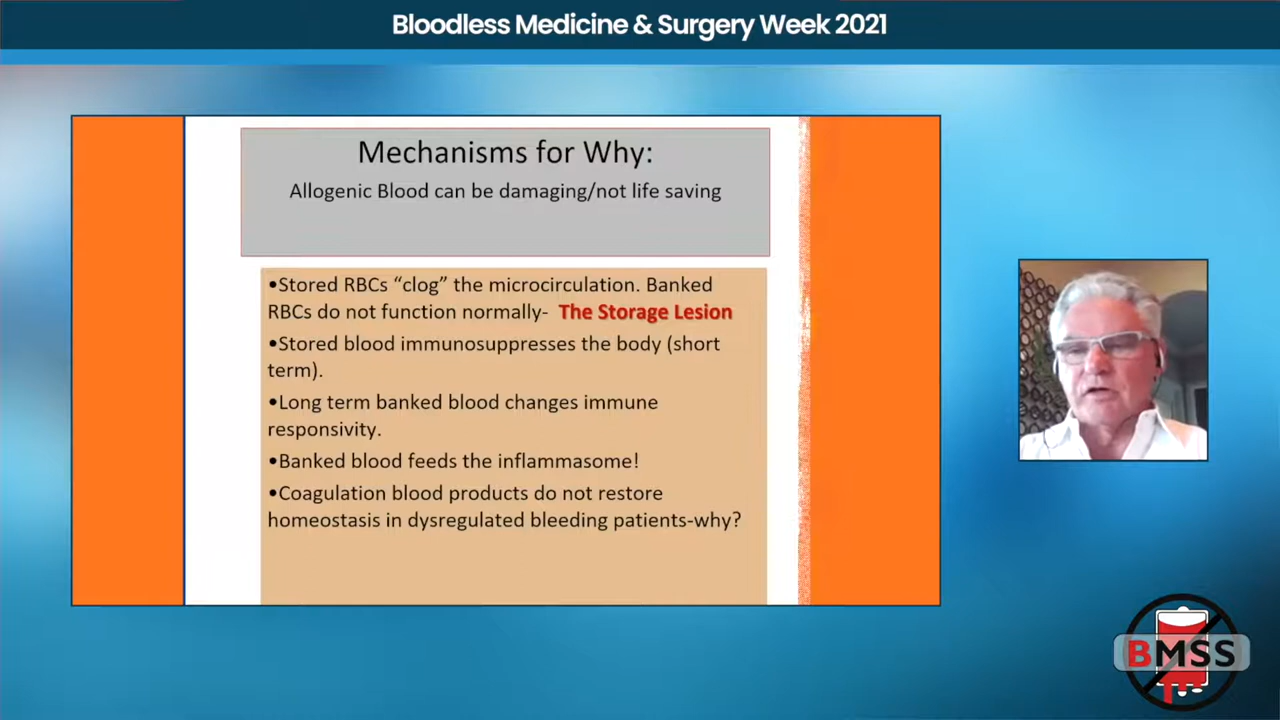 Bloodless Medicine & Surgery Week 2021
Mechanisms for Why:
Allogenic Blood can be damaging/not life saving
•Stored RBCs “clog” the microcirculation. Banked
RBCs do not function normally- The Storage Lesion
•Stored blood immunosuppresses the body (short
term).
•Long term banked blood changes immune
responsivity.
•Banked blood feeds the inflammasome!
•Coagulation blood products do not restore
homeostasis in dysregulated bleeding patients-why?
BMSS